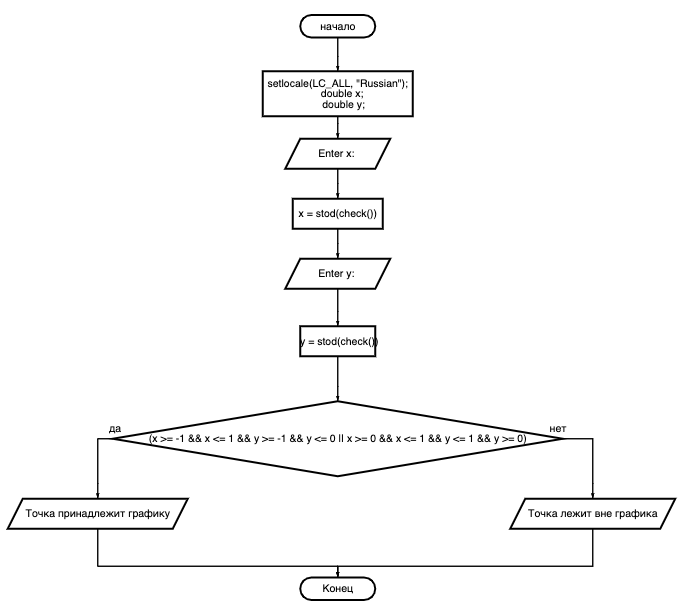 начало
setlocale(LC_ALL, "Russian");
double x;
double y;
Enter x:
x = stod(check())
Enter y:
y = stod(check())
да
нет
(x >= -1 && x <= 1 && y >= -1 && y <= 0 || x >= 0 && x <= 1 && y <= 1 && y >= 0)
Точка принадлежит графику
Точка лежит вне графика
Конец